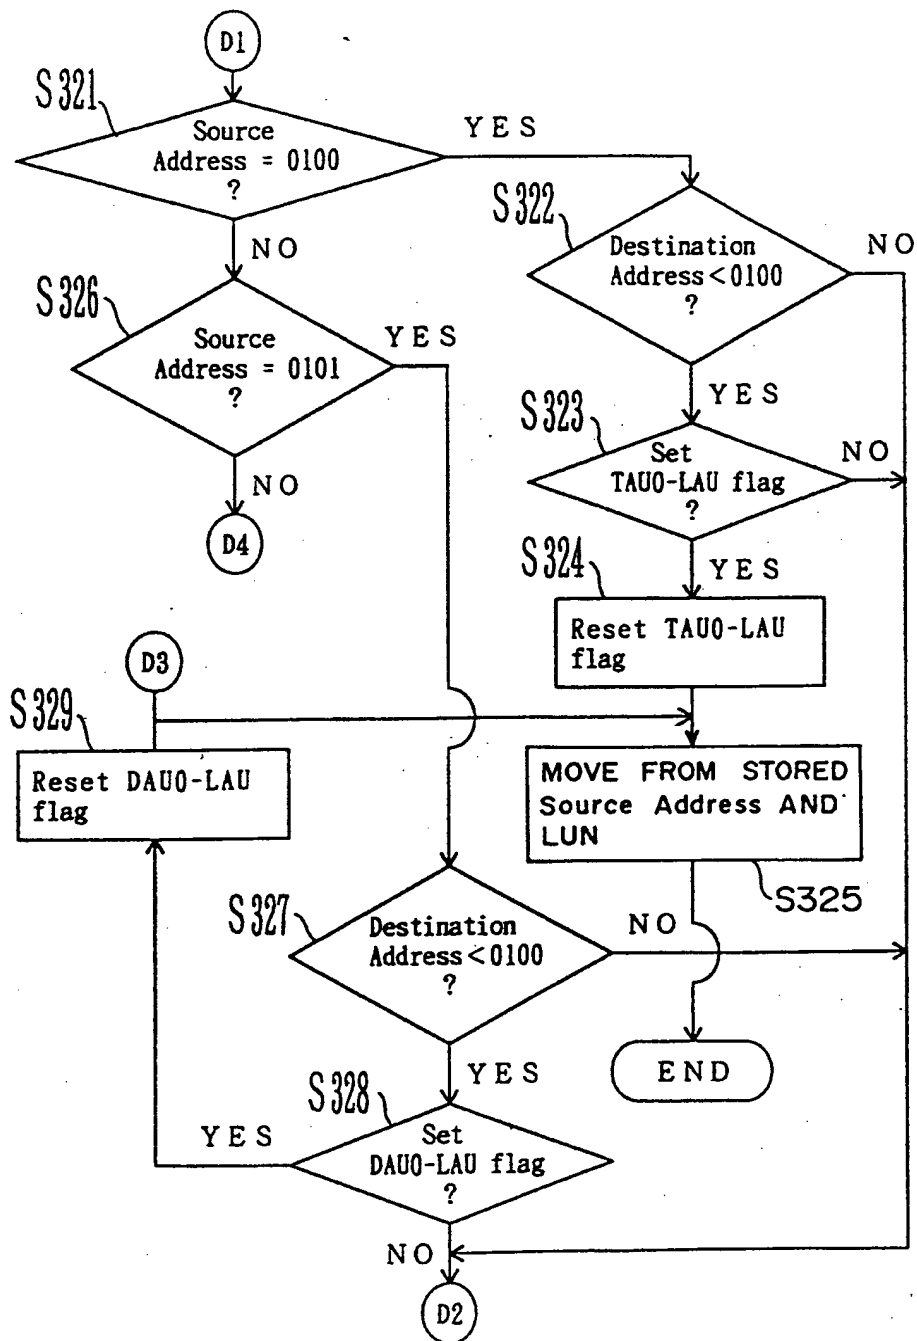 D1
S321
Source
Address = 0100
?
YES
NO
S322
Destination
Address<0100
?
NO
YES
S326
Source
Address = 0101
?
YES
NO
D4
S323
Set
TAU0-LAU flag
?
NO
YES
S324
Reset TAU0-LAU
flag
D3
S329
Reset DAU0-LAU
flag
MOVE FROM STORED
Source Address AND
LUN
S325
S327
Destination
Address<0100
?
NO
YES
END
S328
Set
DAU0-LAU flag
?
YES
NO
D2